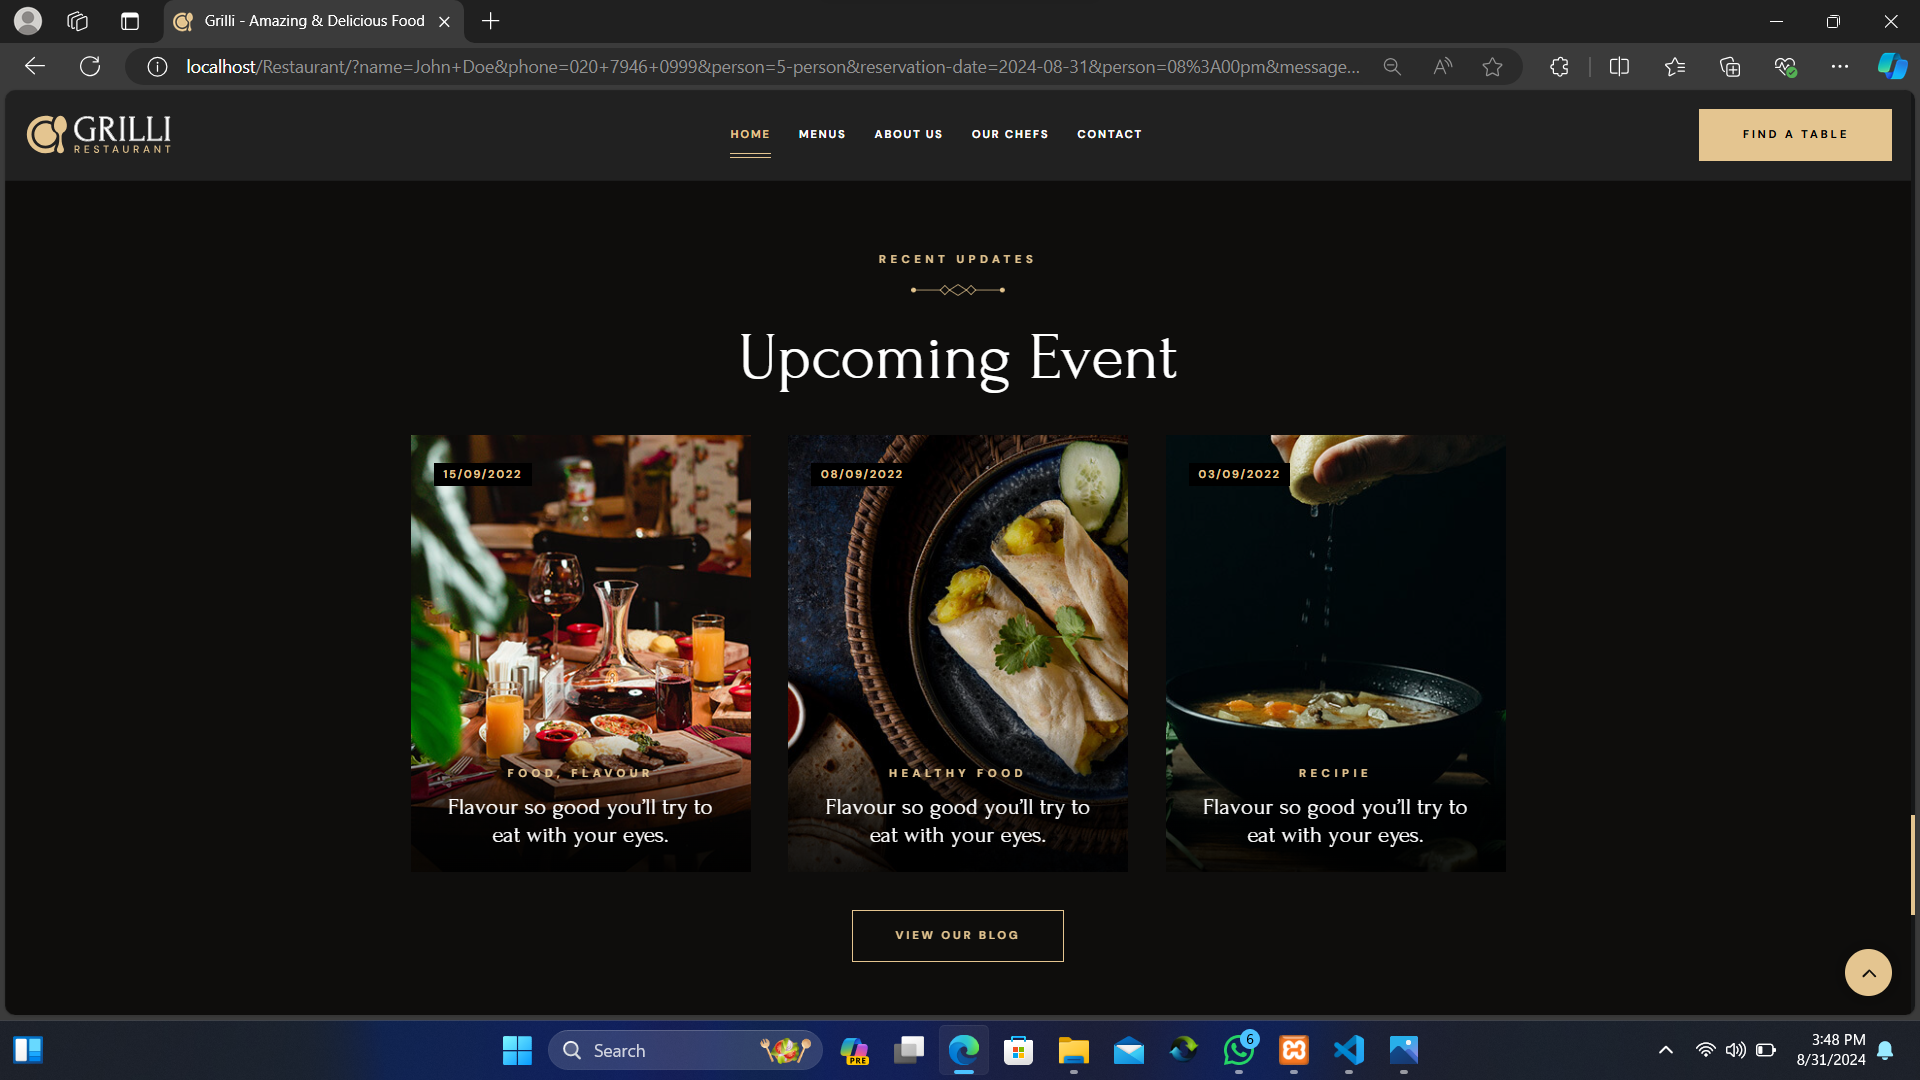 Grilli - Amazing & Delicious Food
localhost/Restaurant/?name=John+Doe&phone=020+7946+0999&person=5-person&reservation-date=2024-08-31&person=08%3A00pm&message...
GRILLI
RESTAURANT
HOME
MENUS
ABOUT US
OUR CHEFS
CONTACT
FIND A TABLE
RECENT UPDATES
Upcoming Event
15/09/2022
FOOD, FLAVOUR
Flavour so good you'll try to
eat with your eyes.
08/09/2022
HEALTHY FOOD
Flavour so good you'll try to
eat with your eyes.
03/09/2022
RECIPIE
Flavour so good you'll try to
eat with your eyes.
VIEW OUR BLOG
Search
PRE
6
3:48 PM
8/31/2024